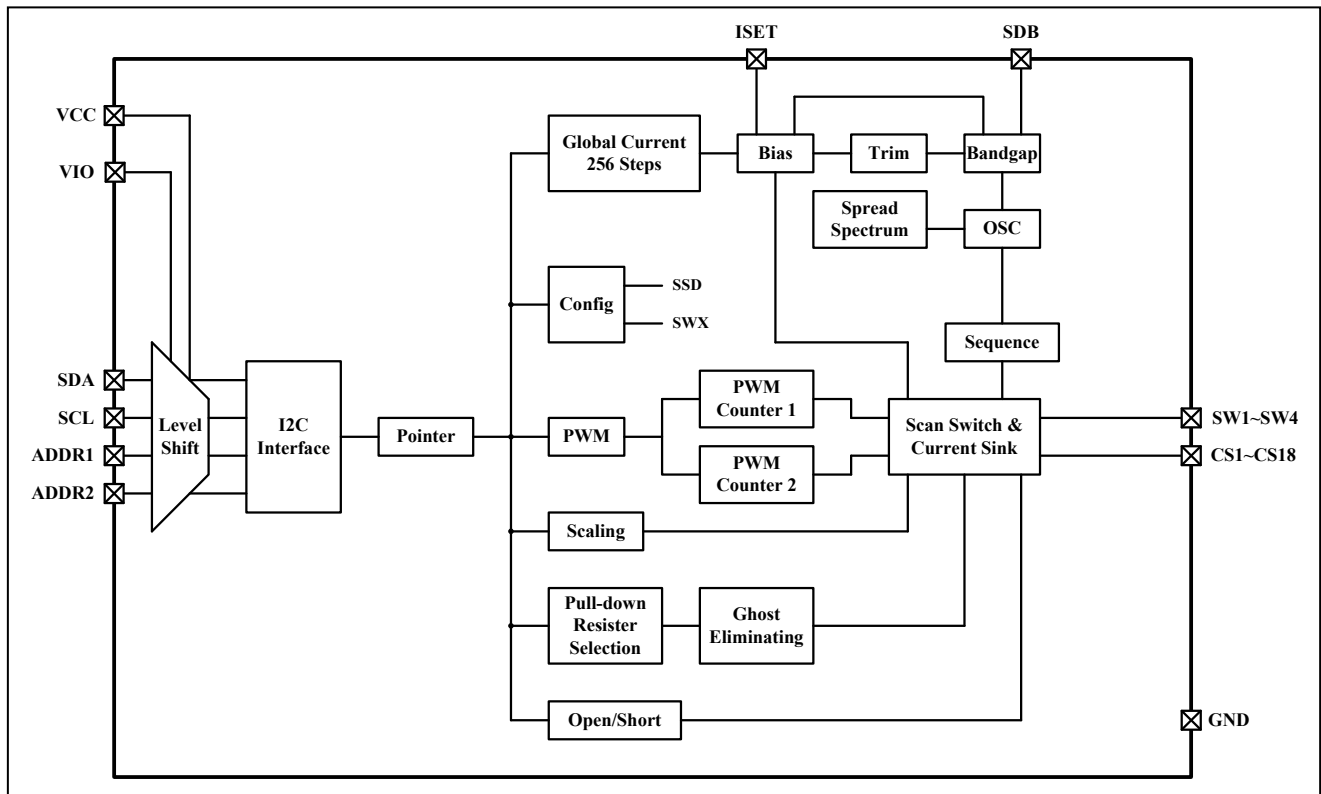 ISET
SDB
VCC
VIO
Global Current
256 Steps
Bias
Trim
Bandgap
Spread
Spectrum
OSC
Config
SSD
SWX
Sequence
SDA
SCL
ADDR1
ADDR2
Level
Shift
I2C
Interface
Pointer
PWM
PWM
Counter 1
PWM
Counter 2
Scan Switch &
Current Sink
SW1~SW4
CS1~CS18
Scaling
Pull-down
Resister
Selection
Ghost
Eliminating
Open/Short
GND